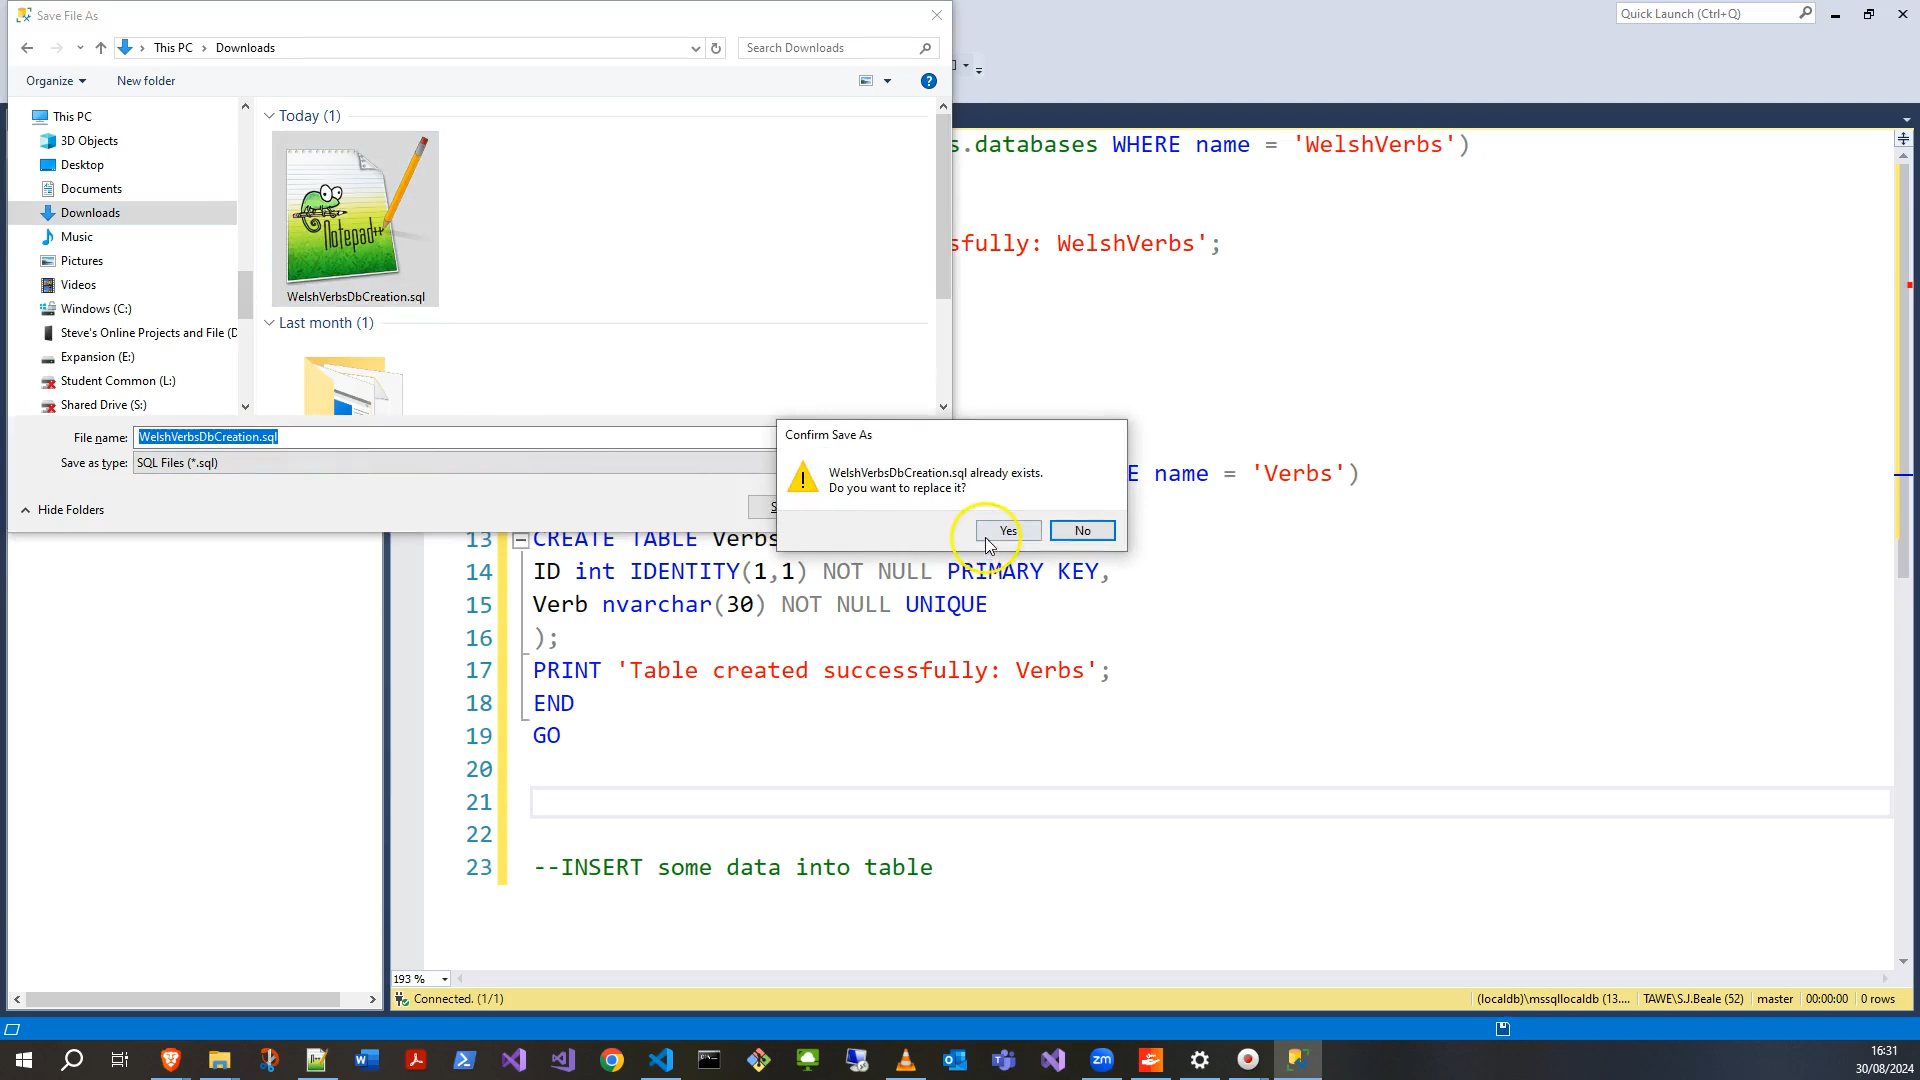 Save File As
Quick Launch (Ctrl+Q)
This PC
Downloads
Search Downloads
Organize
New folder
This PC
3D Objects
Desktop
Documents
Downloads
Music
Pictures
Videos
Windows (C:)
Steve's Online Projects and File (D
Expansion (E:)
Student Common (L:)
Shared Drive (S:)
Today (1)
Notepad++
WelshVerbsDbCreation.sql
Last month (1)
File name:
WelshVerbsDbCreation.sql
Save as type:
SQL Files (*.sql)
Hide Folders
S
Confirm Save As
WelshVerbsDbCreation.sql already exists.
Do you want to replace it?
Yes
No
s.databases WHERE name = 'WelshVerbs')
sfully: WelshVerbs';
E name = 'Verbs')
13 CREATE TABLE Verbs
14 ID int IDENTITY(1,1) NOT NULL PRIMARY KEY,
15 Verb nvarchar(30) NOT NULL UNIQUE
16 );
17 PRINT 'Table created successfully: Verbs';
18 END
19 GO
20
21
22
23 --INSERT some data into table
193 %
Connected. (1/1)
(localdb)\mssqllocaldb (13....
TAWE\S.J.Beale (52)
master
00:00:00
0 rows
zm
16:31
30/08/2024